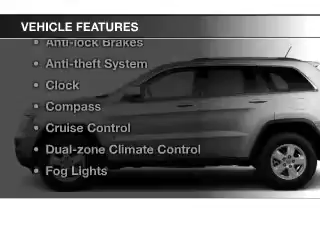 VEHICLE FEATURES
• Anti-lock Brakes
• Anti-theft System
• Clock
• Compass
• Cruise Control
• Dual-zone Climate Control
• Fog Lights